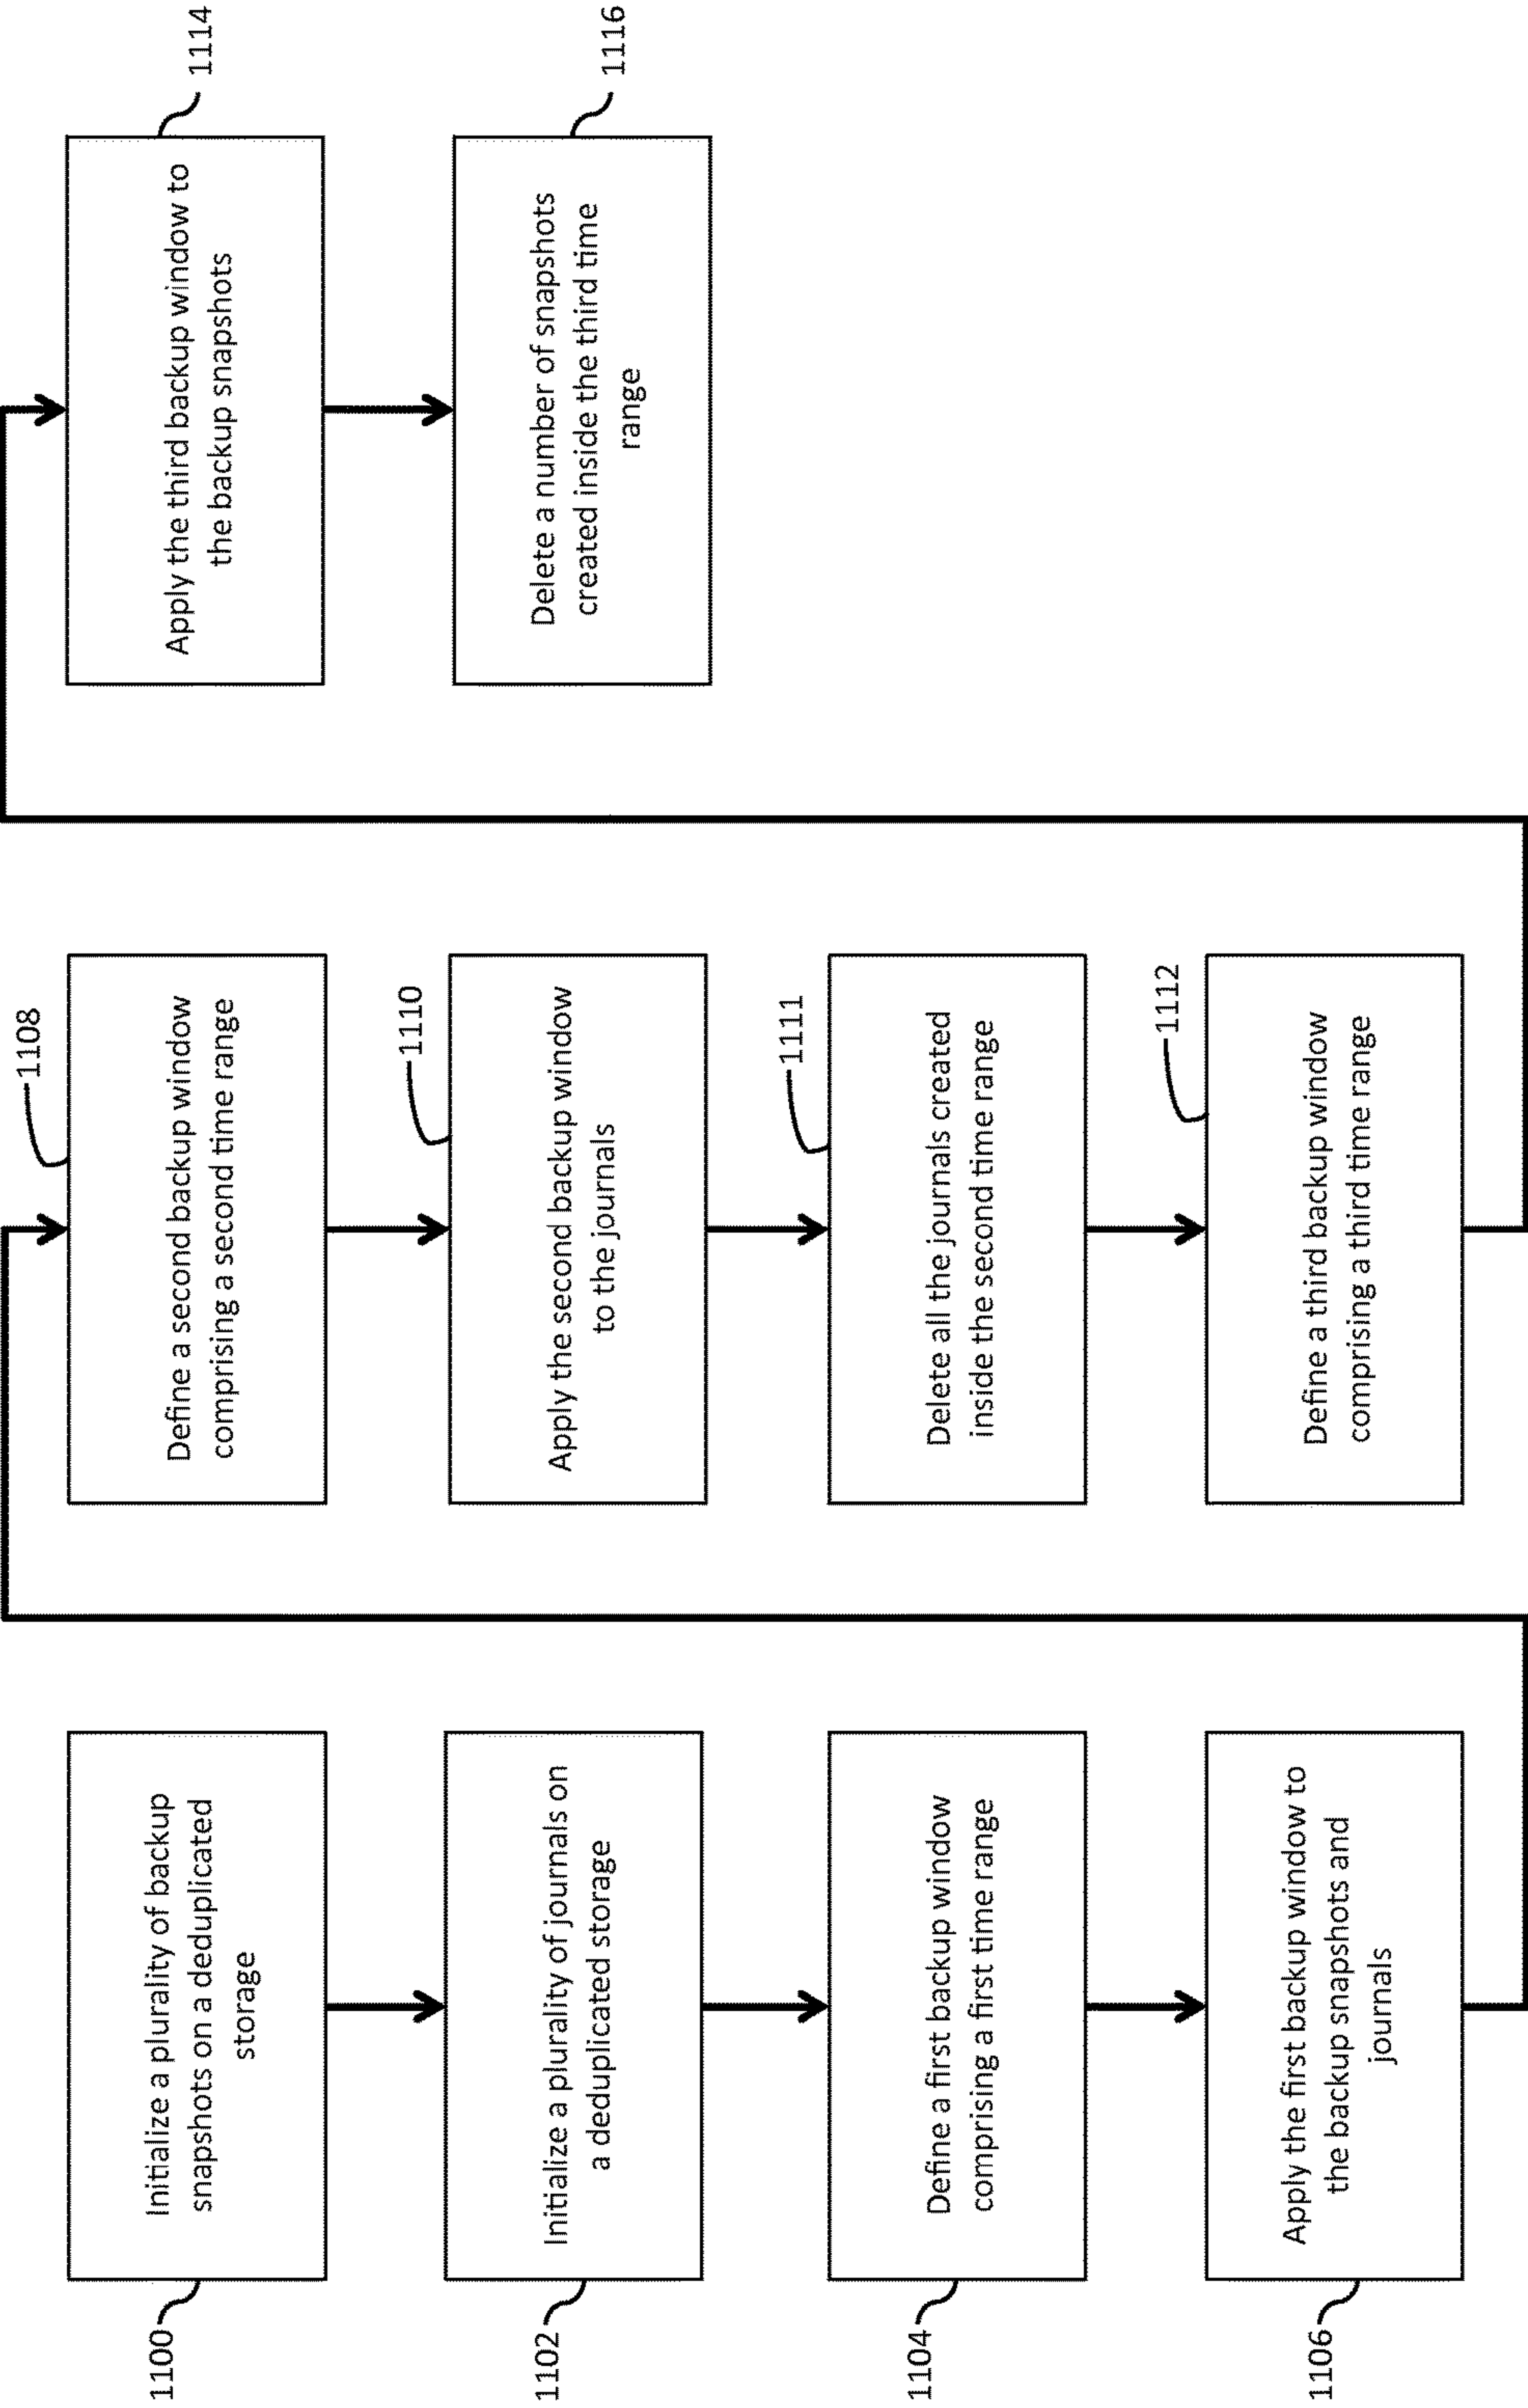 1100
Initialize a plurality of backup
snapshots on a deduplicated
storage
1102
Initialize a plurality of journals on
a deduplicated storage
1104
Define a first backup window
comprising a first time range
1106
Apply the first backup window to
the backup snapshots and
journals
1108
Define a second backup window
comprising a second time range
1110
Apply the second backup window
to the journals
1111
Delete all the journals created
inside the second time range
1112
Define a third backup window
comprising a third time range
1114
Apply the third backup window to
the backup snapshots
1116
Delete a number of snapshots
created inside the third time
range